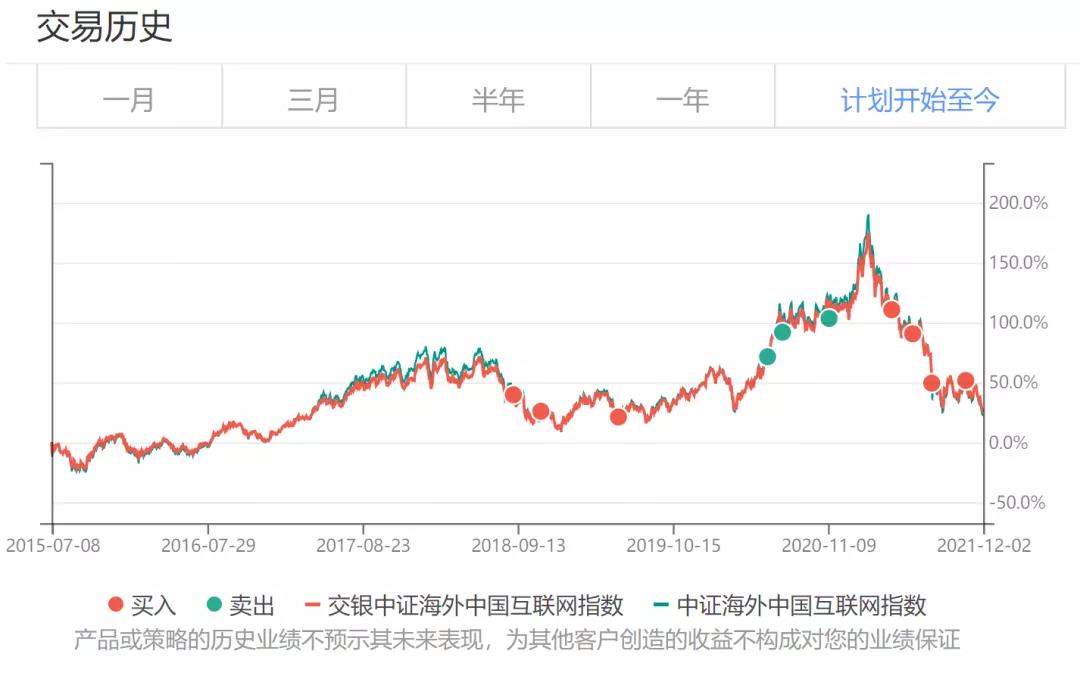 交易历史
一月 三月 半年 一年 计划开始至今
200.0%
150.0%
100.0%
50.0%
0.0%
-50.0%
2015-07-08 2016-07-29 2017-08-23 2018-09-13 2019-10-15 2020-11-09 2021-12-02
买入 卖出 交银中证海外中国互联网指数 中证海外中国互联网指数
产品或策略的历史业绩不预示其未来表现，为其他客户创造的收益不构成对您的业绩保证